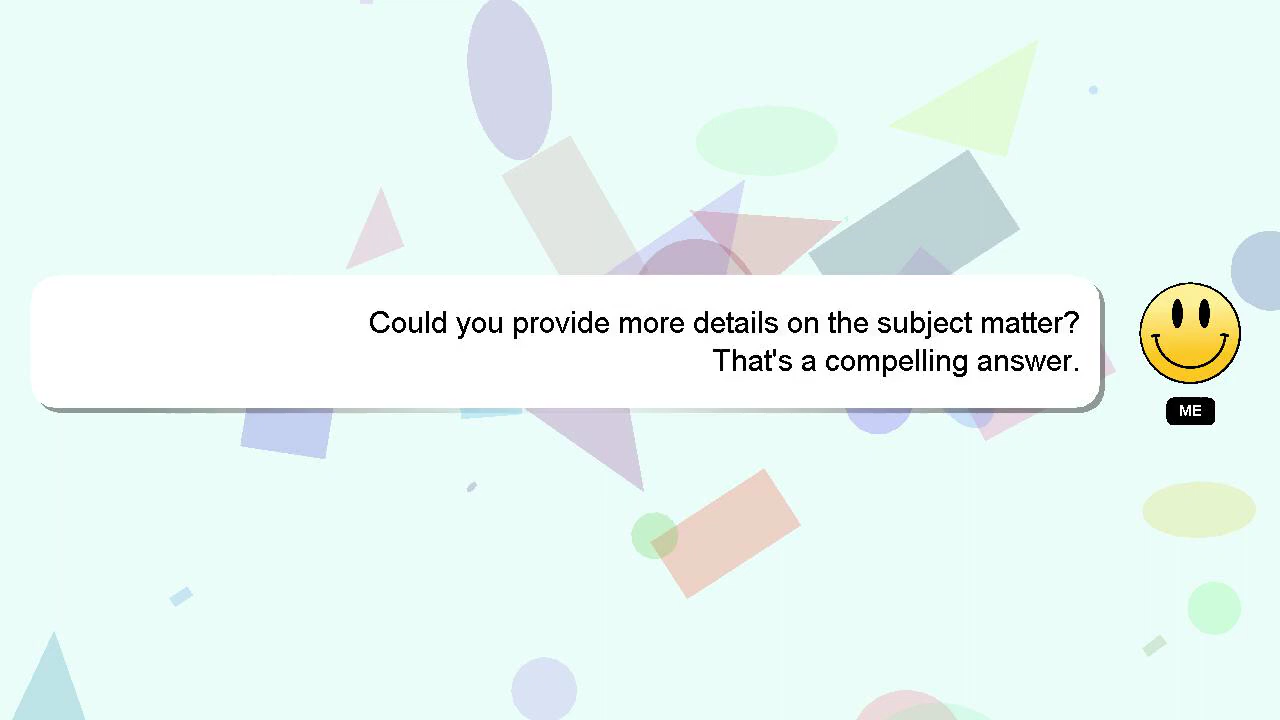 Could you provide more details on the subject matter?
That's a compelling answer.
ME